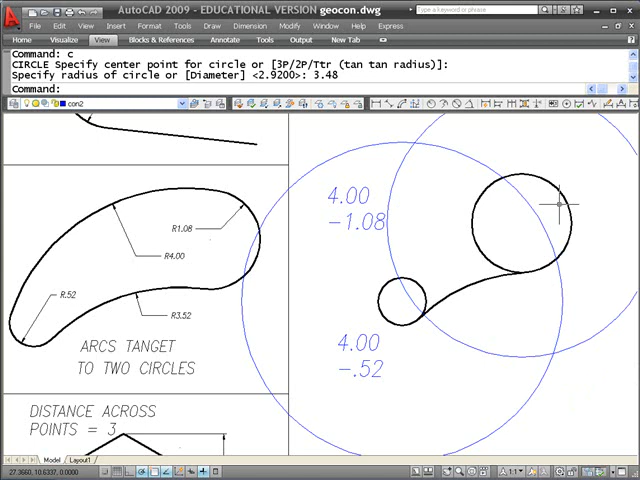 AutoCAD 2009 - EDUCATIONAL VERSION geocon.dwg
Type a keyword or phrase
File Edit View Insert Format Tools Draw Dimension Modify Window Help Express
Home Insert View Blocks & References Annotate Tools Output New Tab
Command: c
CIRCLE Specify center point for circle or [3P/2P/Ttr (tan tan radius)]:
Specify radius of circle or [Diameter] <2.9200>: 3.48
Command:
con2
4.00
-1.08
R1.08
R4.00
R.52
R3.52
4.00
-.52
ARCS TANGET
TO TWO CIRCLES
DISTANCE ACROSS
POINTS = 3
Model Layout1
27.3660, 10.6337, 0.0000
1:1